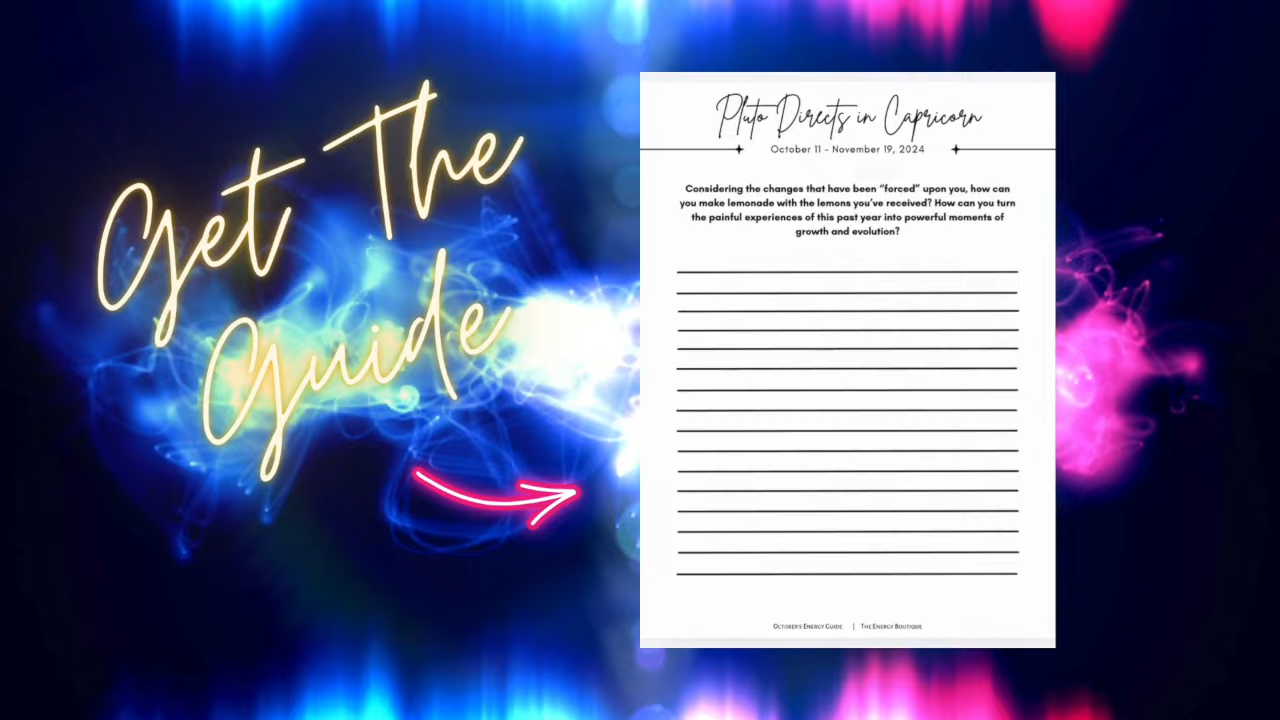 Get The
Guide
Pluto Directs in Capricorn
October 11 - November 19, 2024
Considering the changes that have been “forced” upon you, how can
you make lemonade with the lemons you’ve received? How can you turn
the painful experiences of this past year into powerful moments of
growth and evolution?
October's Energy Guide | The Energy Boutique